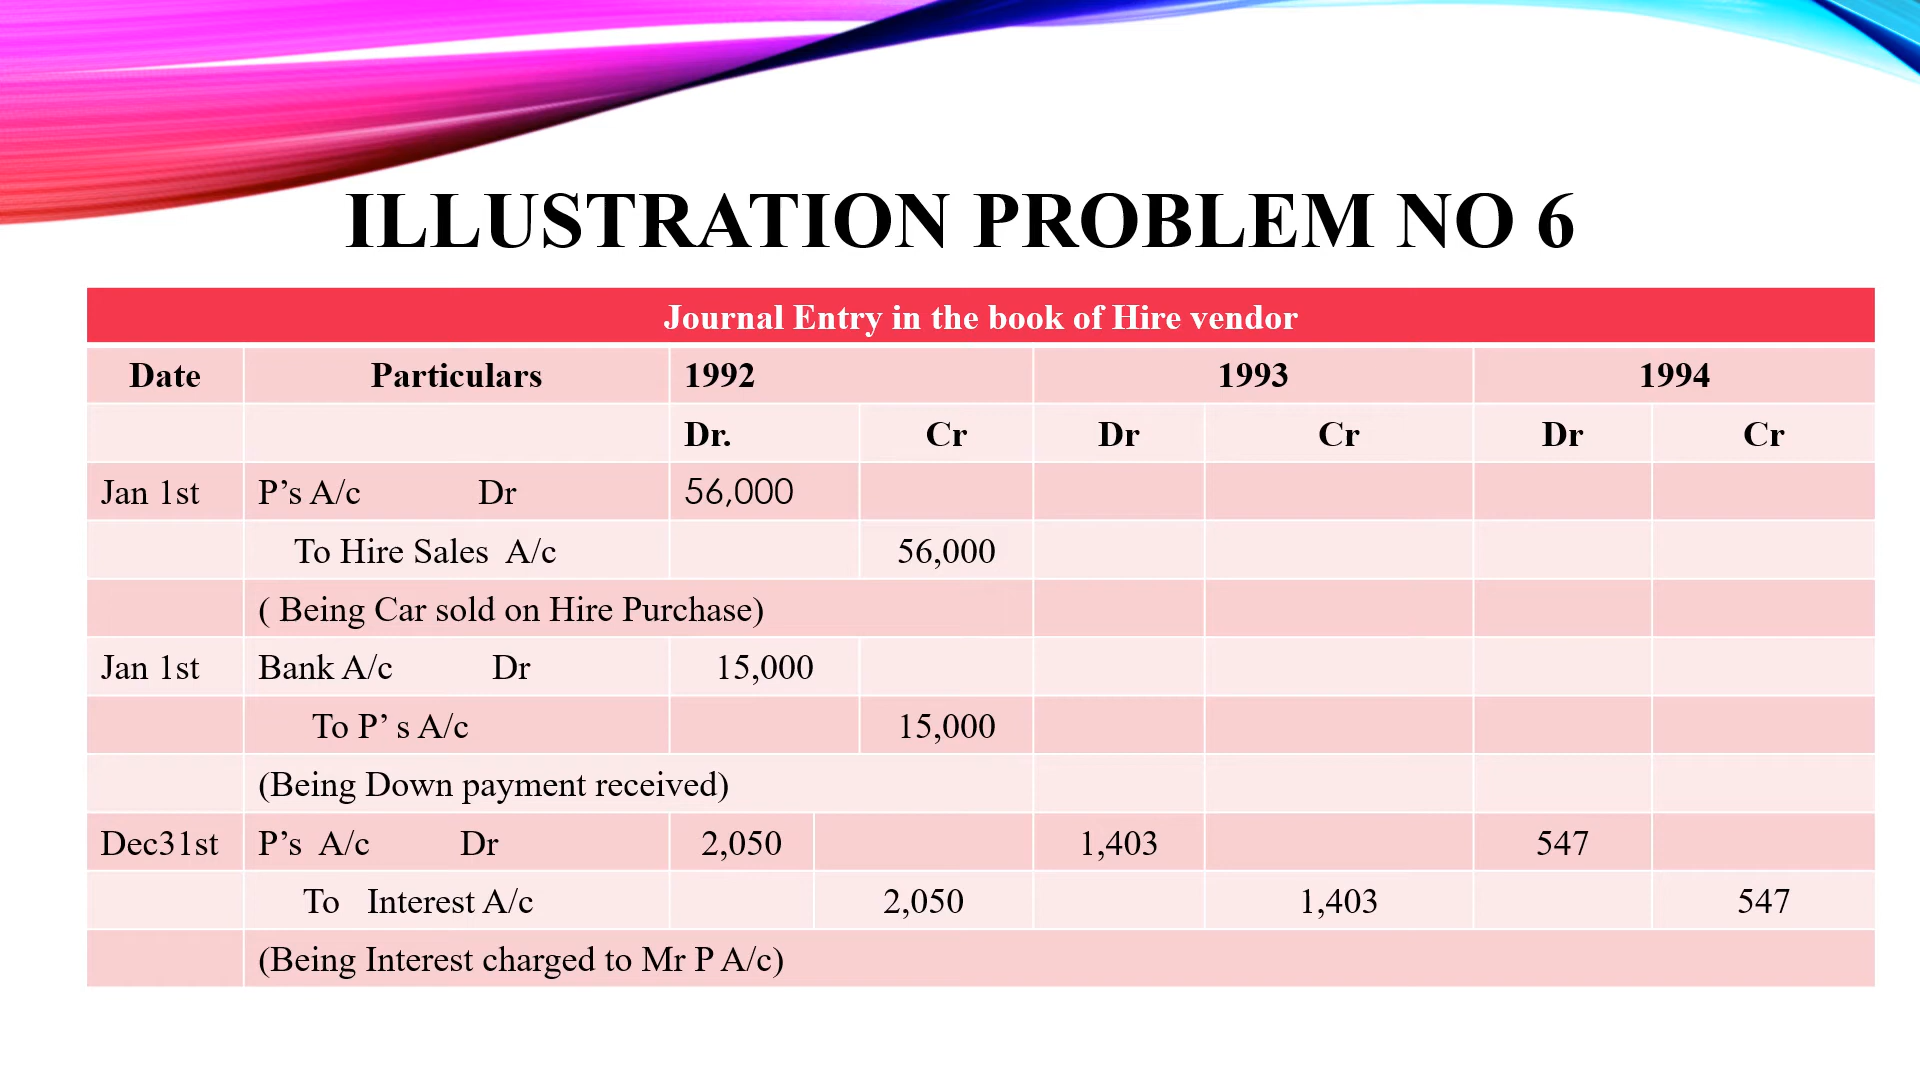 ILLUSTRATION PROBLEM NO 6
Journal Entry in the book of Hire vendor
Date Particulars 1992 1993 1994
Dr. Cr Dr Cr Dr Cr
Jan 1st P’s A/c Dr 56,000
To Hire Sales A/c 56,000
( Being Car sold on Hire Purchase)
Jan 1st Bank A/c Dr 15,000
To P’ s A/c 15,000
(Being Down payment received)
Dec31st P’s A/c Dr 2,050 1,403 547
To Interest A/c 2,050 1,403 547
(Being Interest charged to Mr P A/c)